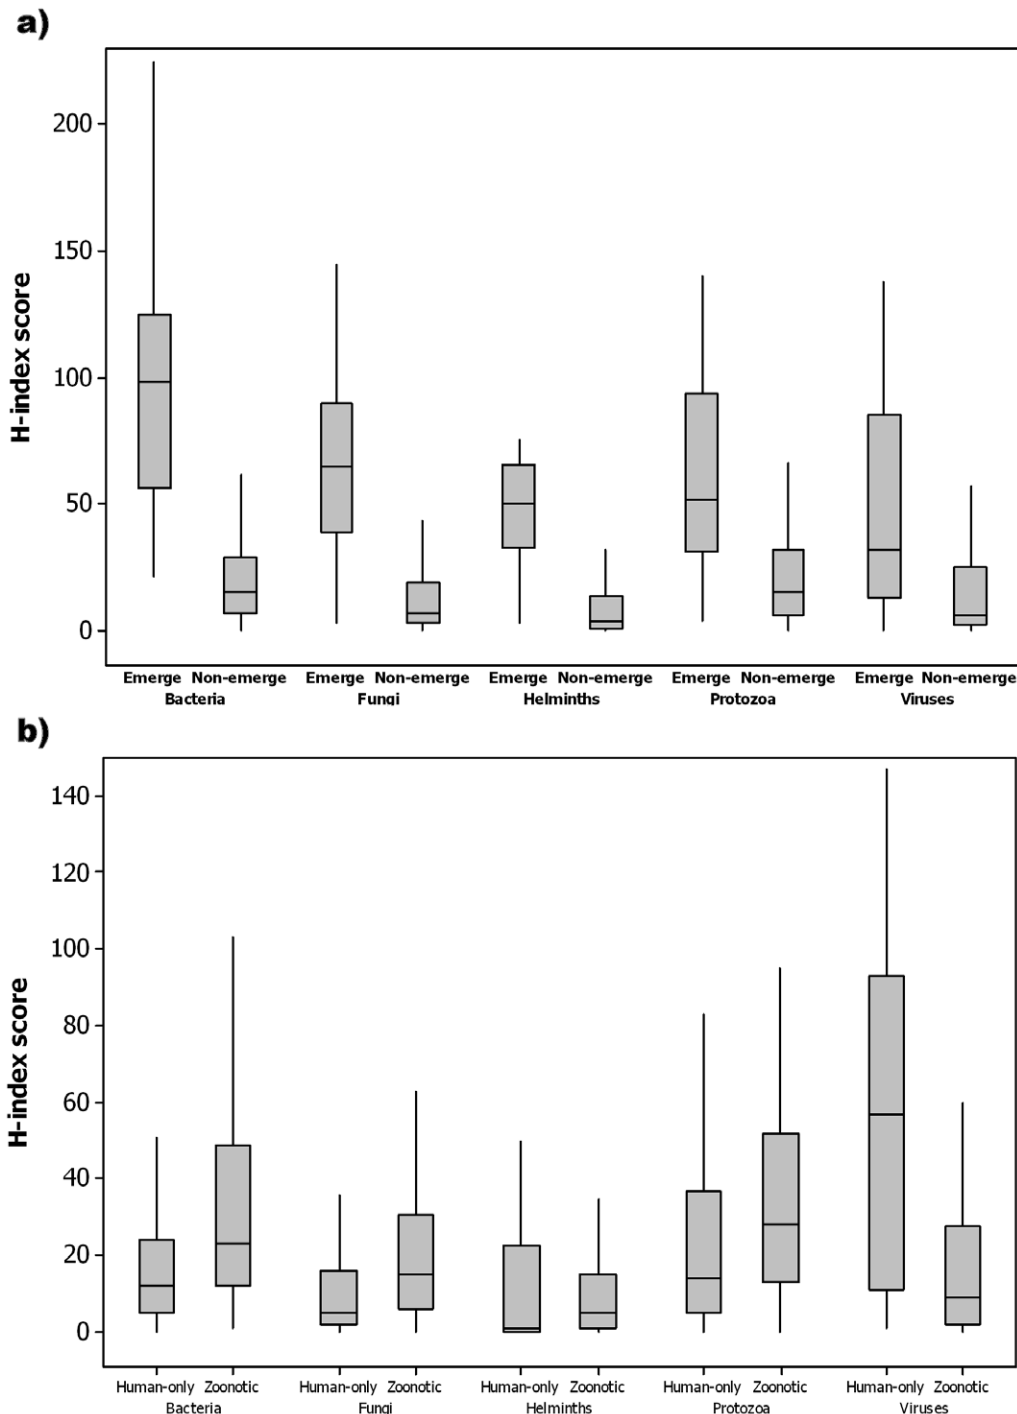 a)
200
150
100
50
0
H-index score
Emerge Non-emerge Emerge Non-emerge Emerge Non-emerge Emerge Non-emerge Emerge Non-emerge
Bacteria Fungi Helminths Protozoa Viruses
b)
140
120
100
80
60
40
20
0
H-index score
Human-only Zoonotic Human-only Zoonotic Human-only Zoonotic Human-only Zoonotic Human-only Zoonotic
Bacteria Fungi Helminths Protozoa Viruses